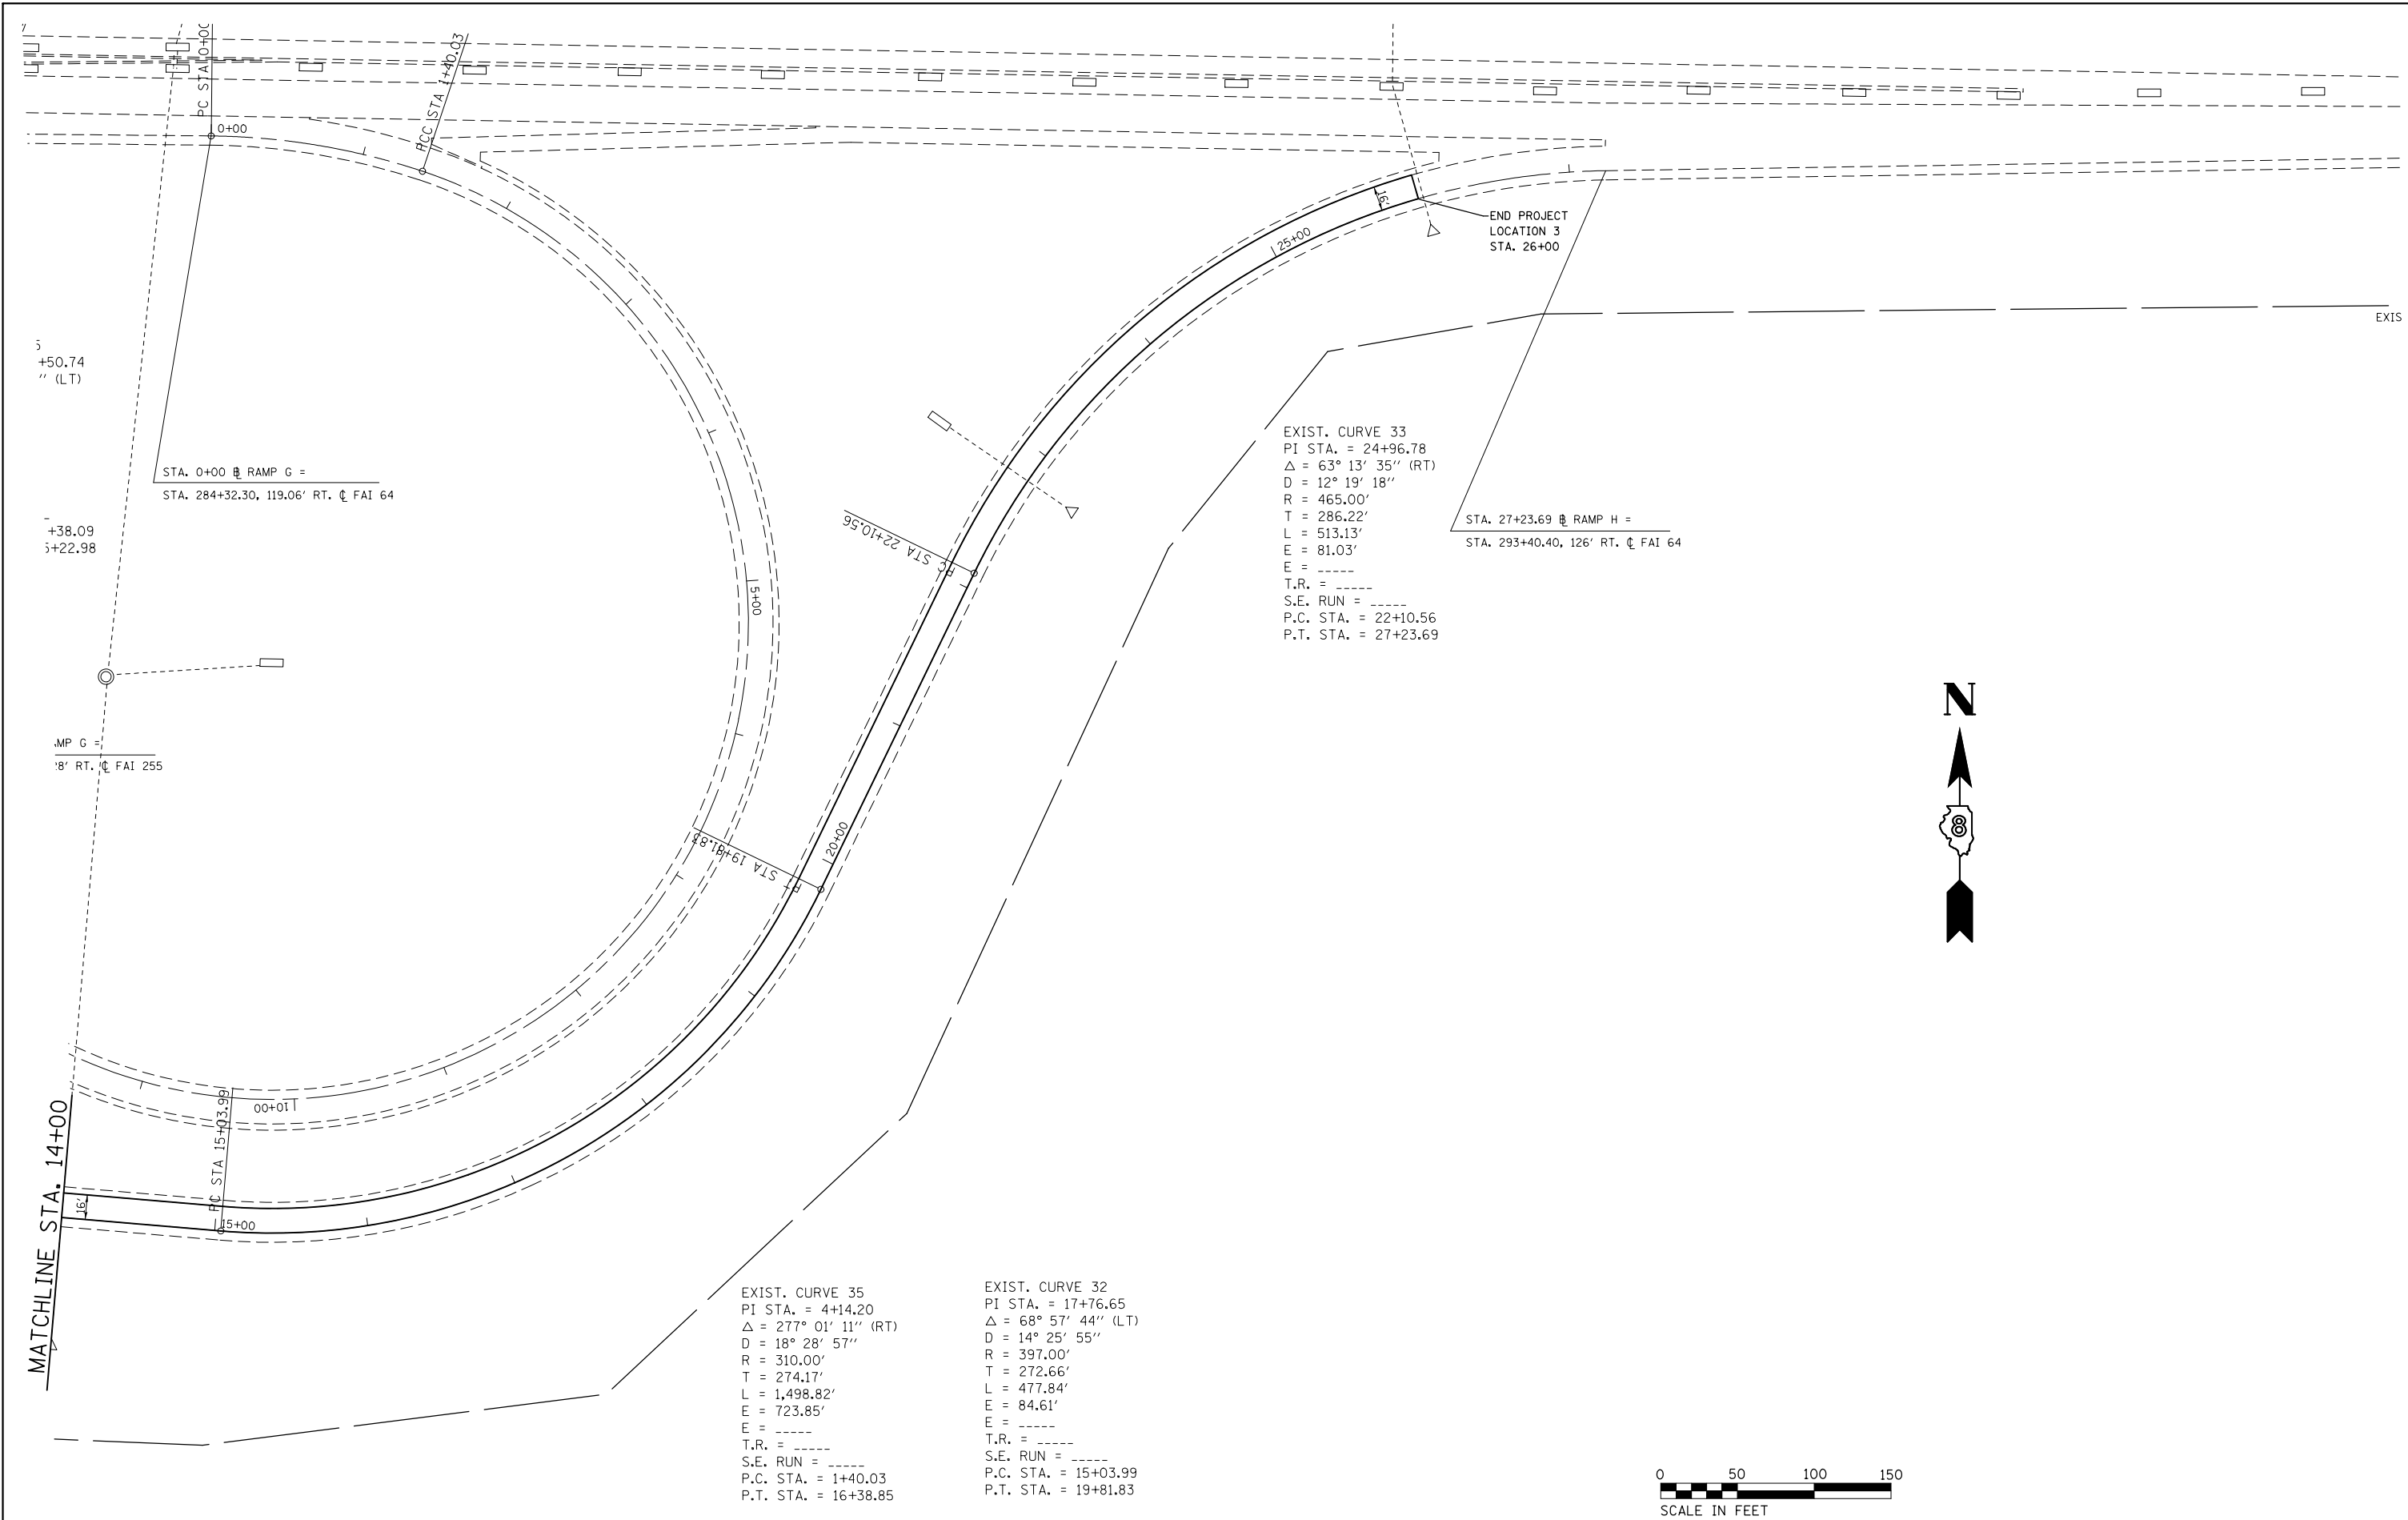 PC STA 0+00
PCC STA 1+40.03
0+00
16'
25+00
END PROJECT
LOCATION 3
STA. 26+00
EXIS
5
+50.74
'' (LT)
STA. 0+00 ℄ RAMP G =
STA. 284+32.30, 119.06' RT. ℄ FAI 64
+38.09
5+22.98
EXIST. CURVE 33
PI STA. = 24+96.78
△ = 63° 13' 35'' (RT)
D = 12° 19' 18''
R = 465.00'
T = 286.22'
L = 513.13'
E = 81.03'
E = _____
T.R. = _____
S.E. RUN = _____
P.C. STA. = 22+10.56
P.T. STA. = 27+23.69
STA. 27+23.69 ℄ RAMP H =
STA. 293+40.40, 126' RT. ℄ FAI 64
PC STA 22+10.56
5+00
N
8
MP G =
8' RT. ℄ FAI 255
PT STA 19+81.83
20+00
10+00
PC STA 15+03.99
MATCHLINE STA. 14+00
16'
15+00
EXIST. CURVE 35
PI STA. = 4+14.20
△ = 277° 01' 11'' (RT)
D = 18° 28' 57''
R = 310.00'
T = 274.17'
L = 1,498.82'
E = 723.85'
E = _____
T.R. = _____
S.E. RUN = _____
P.C. STA. = 1+40.03
P.T. STA. = 16+38.85
EXIST. CURVE 32
PI STA. = 17+76.65
△ = 68° 57' 44'' (LT)
D = 14° 25' 55''
R = 397.00'
T = 272.66'
L = 477.84'
E = 84.61'
E = _____
T.R. = _____
S.E. RUN = _____
P.C. STA. = 15+03.99
P.T. STA. = 19+81.83
0 50 100 150
SCALE IN FEET